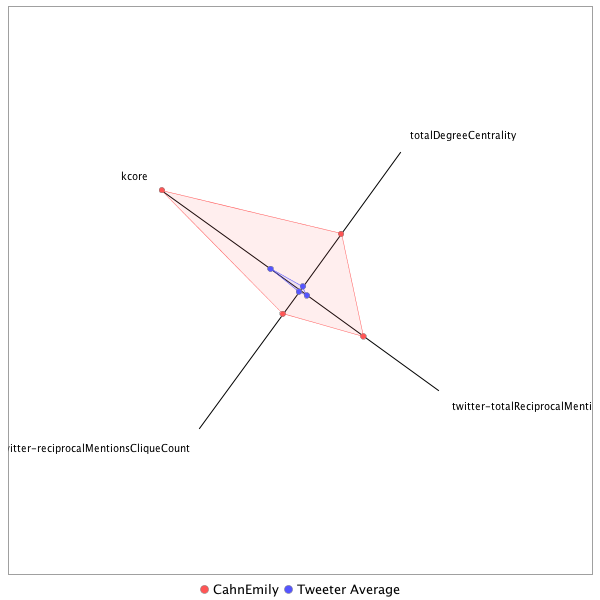 totalDegreeCentrality
kcore
twitter-totalReciprocalMenti
itter-reciprocalMentionsCliqueCount
CahnEmily
Tweeter Average